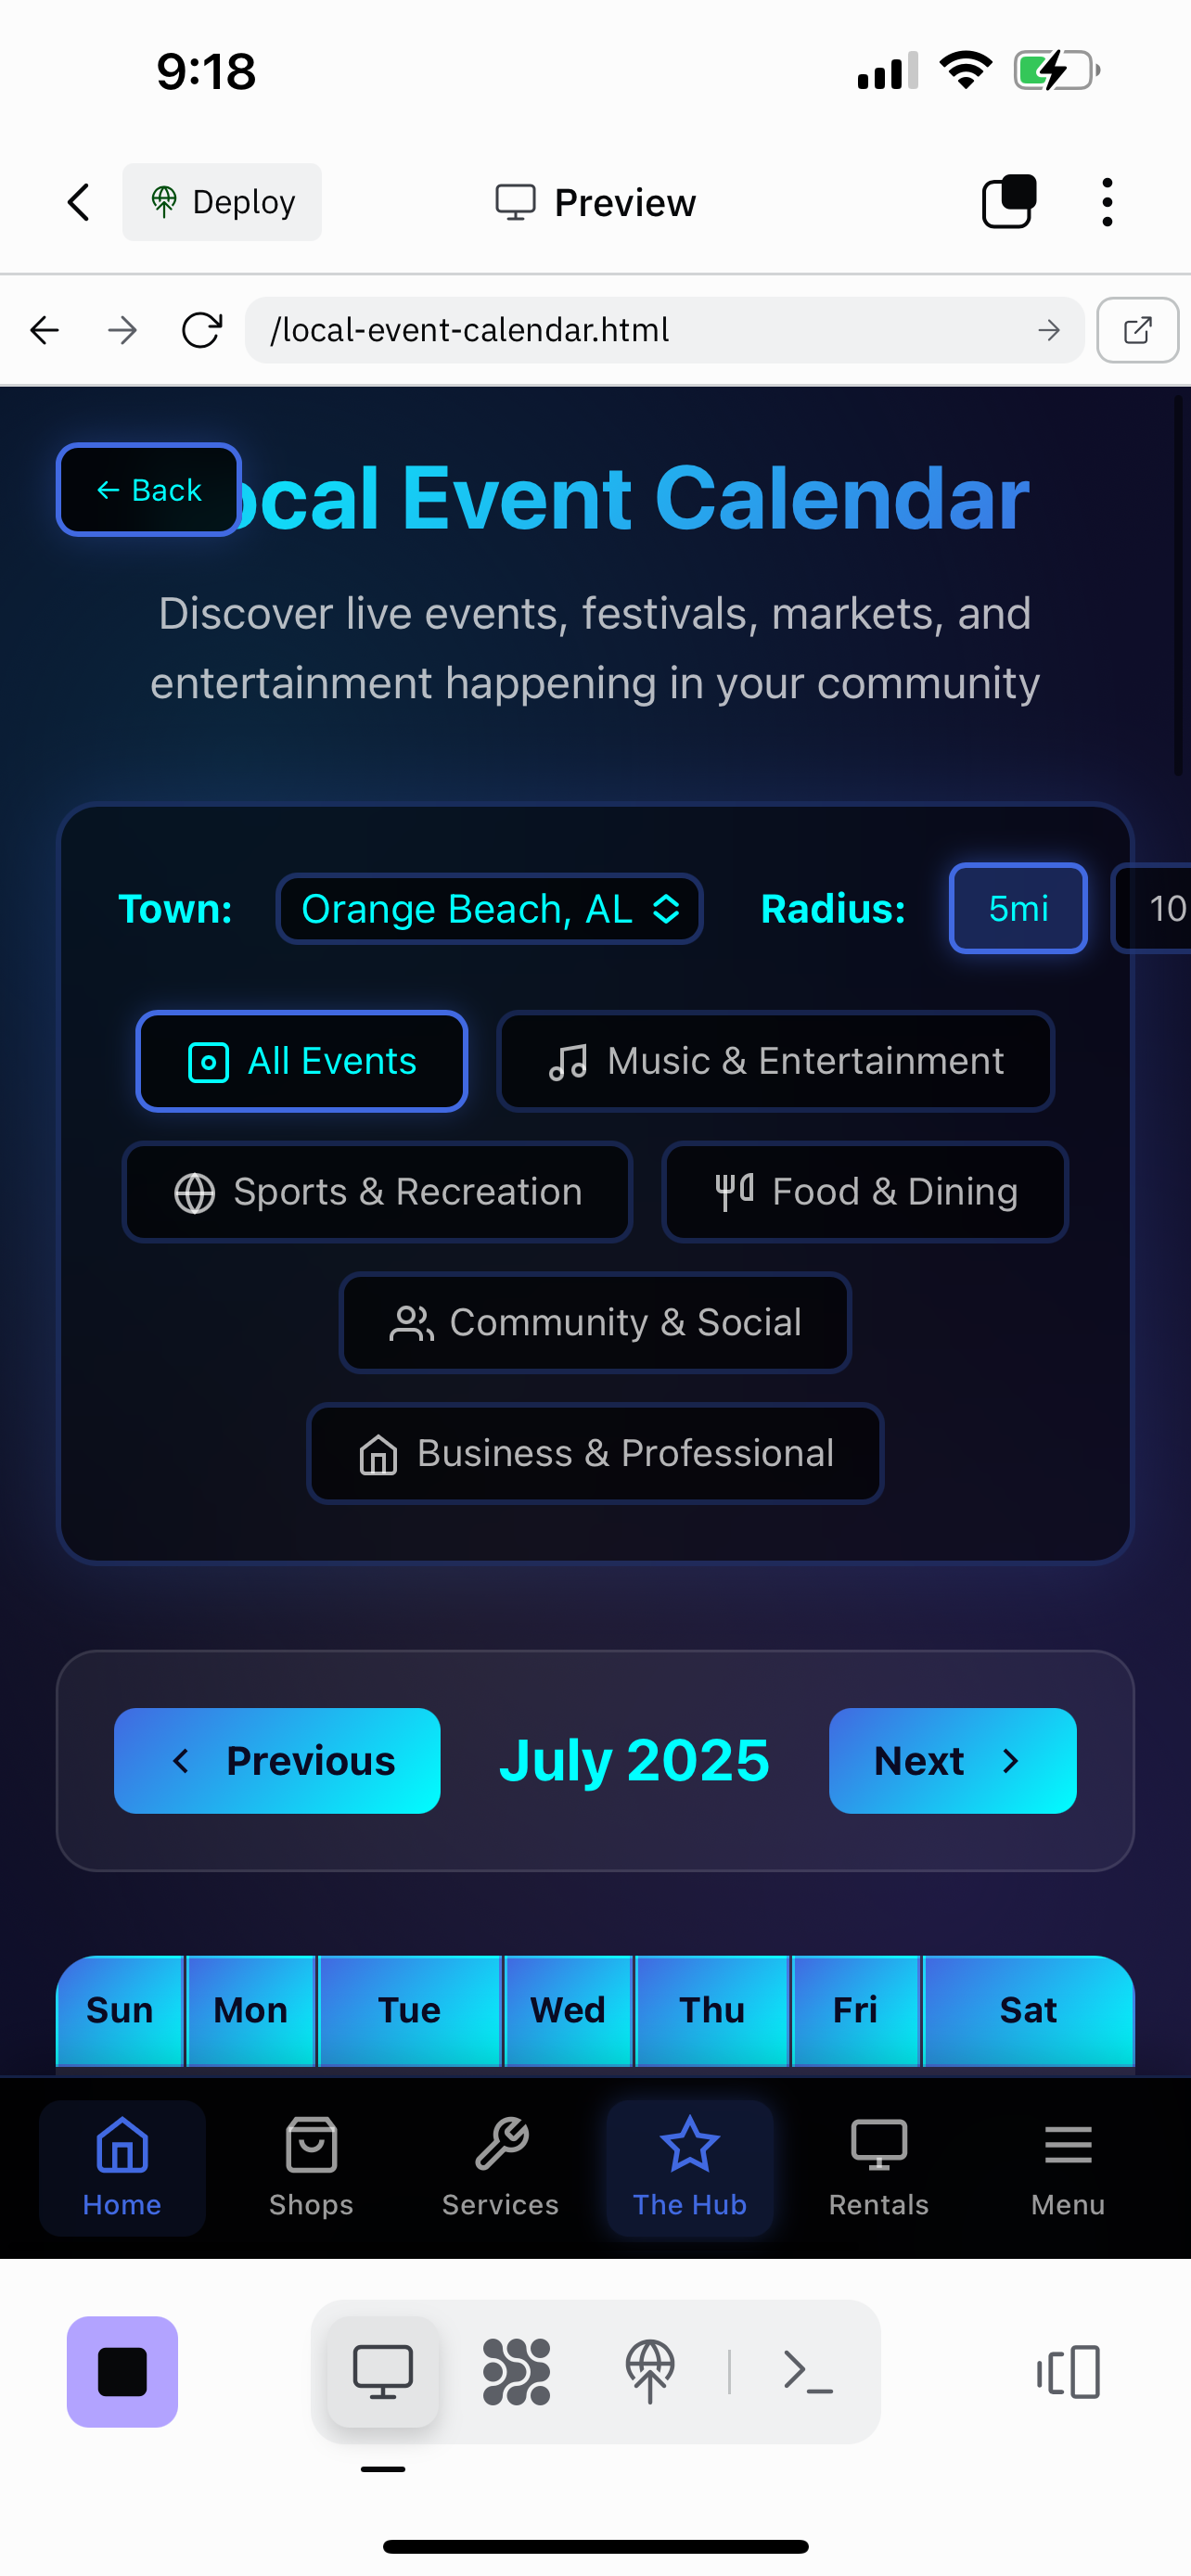 9:18
Deploy
Preview
/local-event-calendar.html
← Back
ocal Event Calendar
Discover live events, festivals, markets, and
entertainment happening in your community
Town: Orange Beach, AL Radius: 5mi 10
All Events Music & Entertainment
Sports & Recreation Food & Dining
Community & Social
Business & Professional
Previous July 2025 Next
Sun Mon Tue Wed Thu Fri Sat
Home Shops Services The Hub Rentals Menu